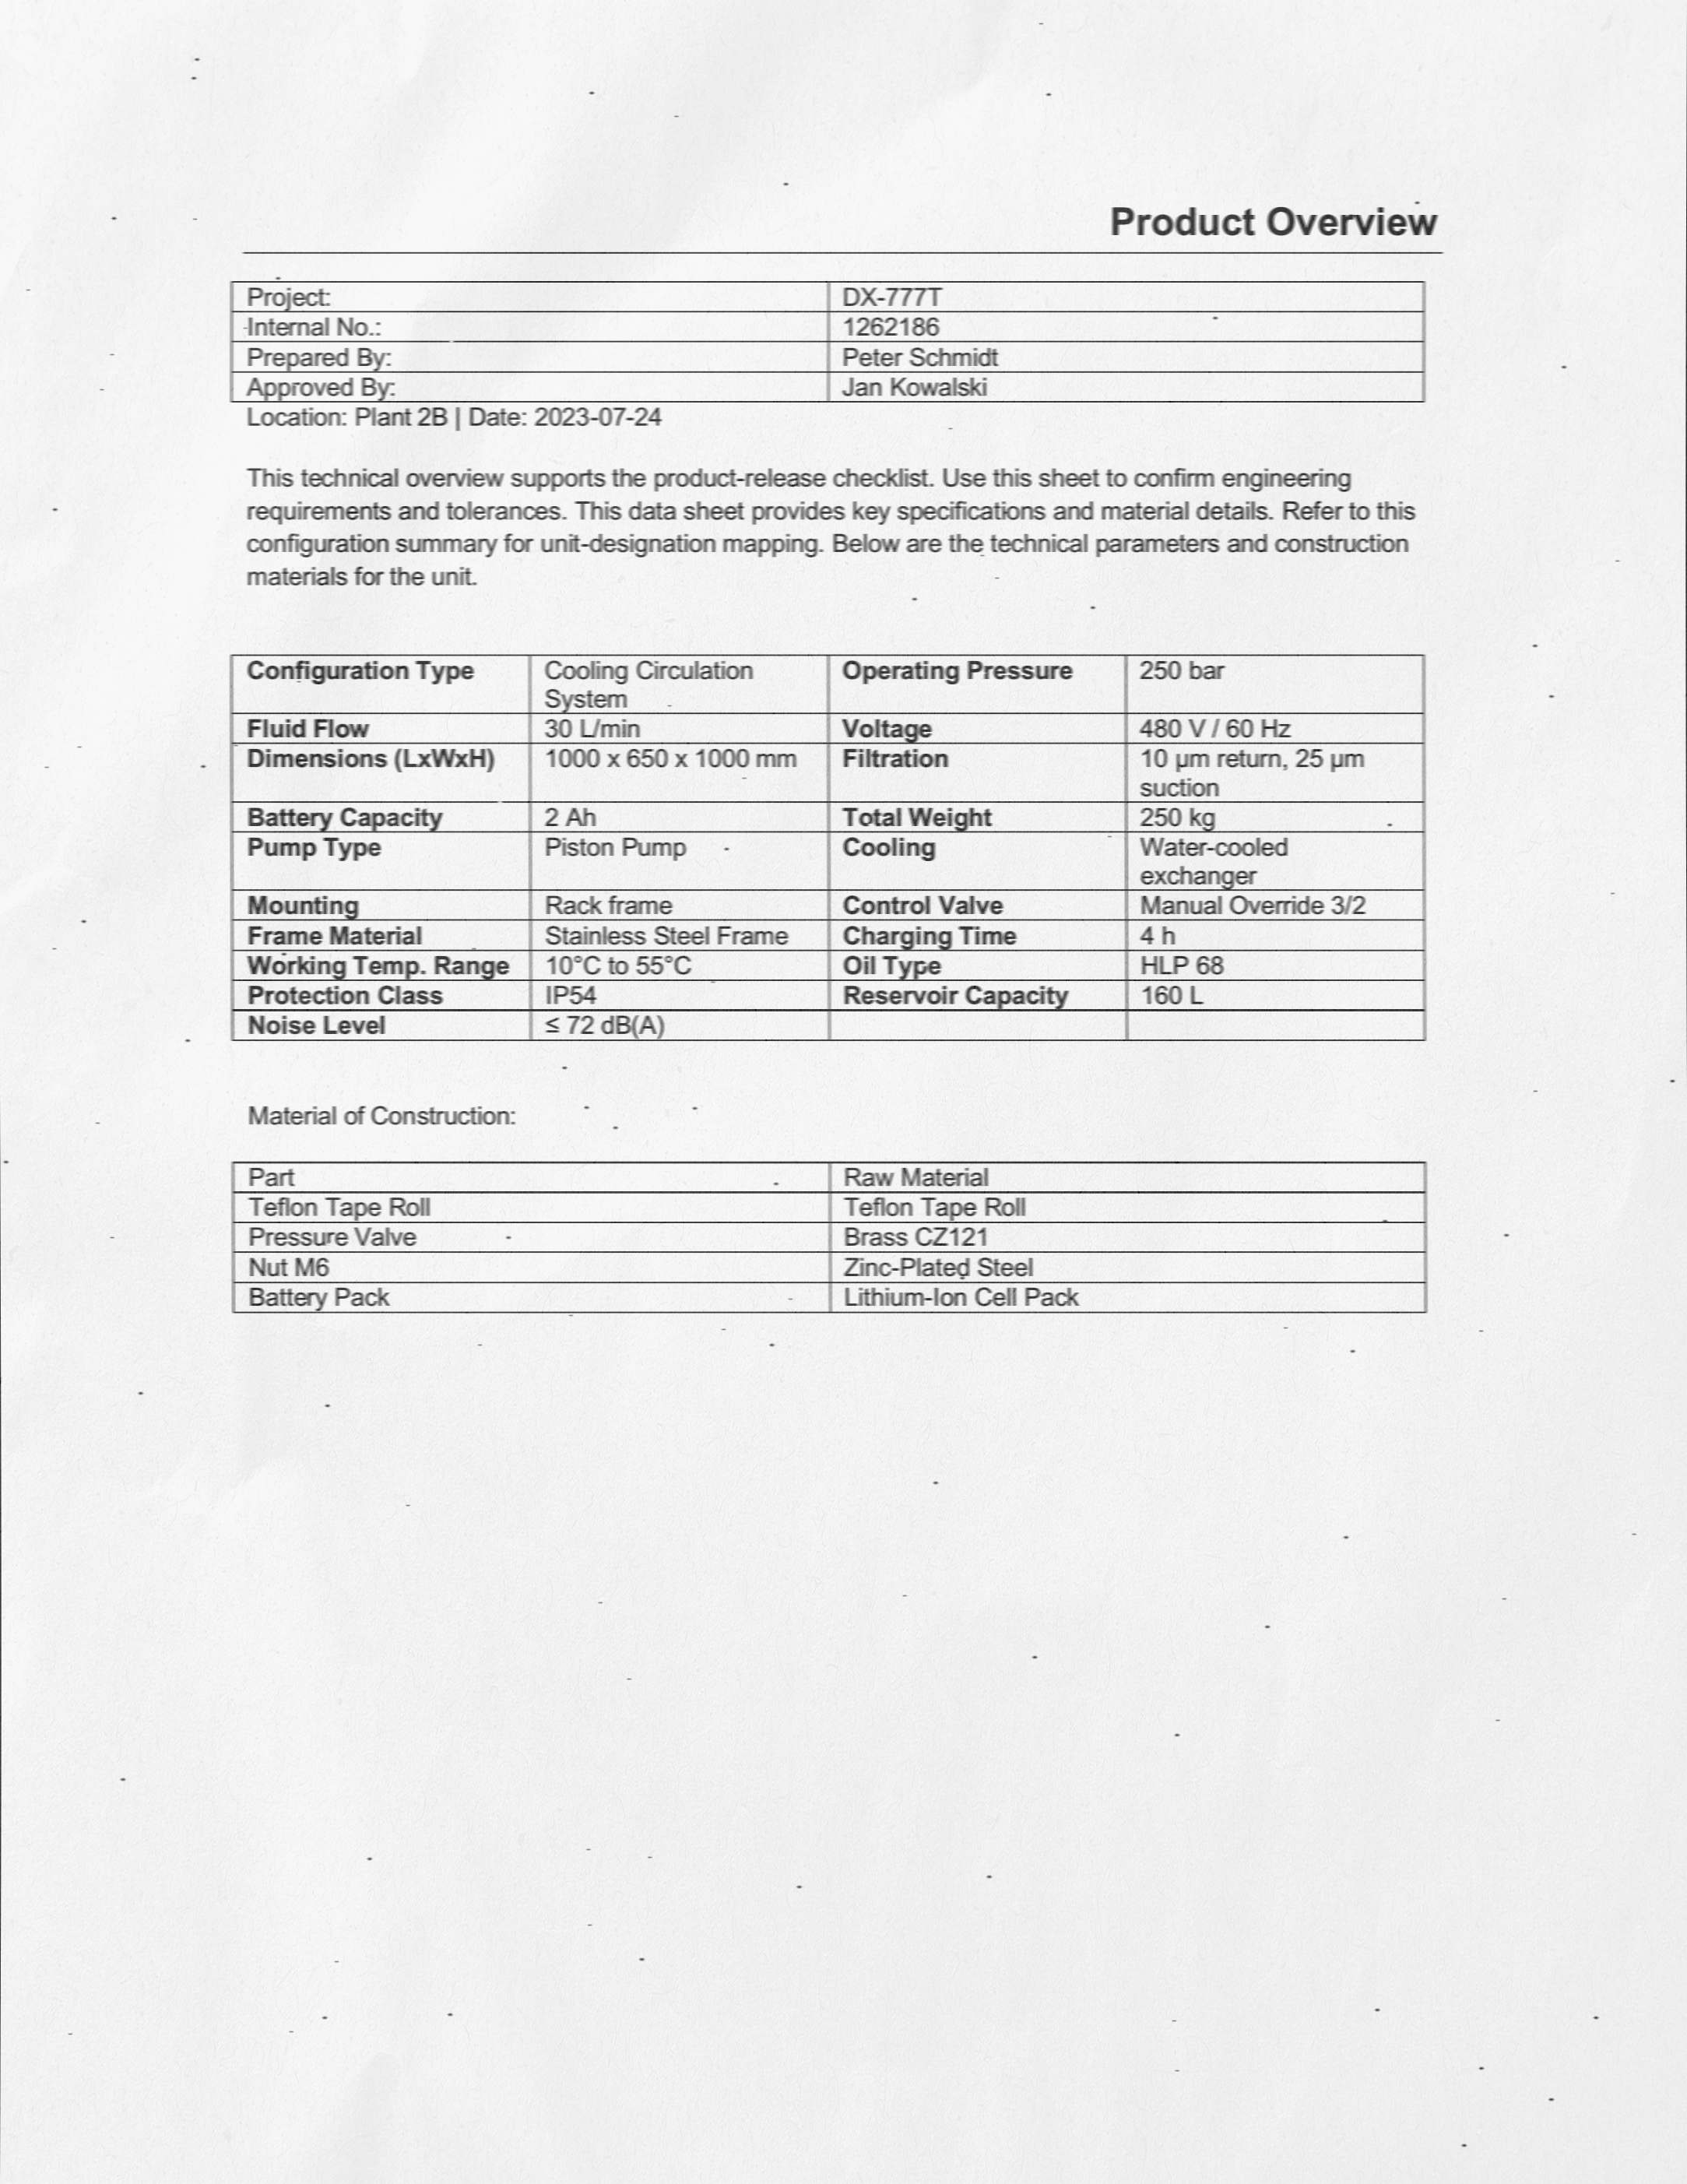 Product Overview
Project: DX-777T
Internal No.: 1262186
Prepared By: Peter Schmidt
Approved By: Jan Kowalski
Location: Plant 2B | Date: 2023-07-24
This technical overview supports the product-release checklist. Use this sheet to confirm engineering
requirements and tolerances. This data sheet provides key specifications and material details. Refer to this
configuration summary for unit-designation mapping. Below are the technical parameters and construction
materials for the unit.
Configuration Type Cooling Circulation Operating Pressure 250 bar
System
Fluid Flow 30 L/min Voltage 480 V / 60 Hz
Dimensions (LxWxH) 1000 x 650 x 1000 mm Filtration 10 µm return, 25 µm
suction
Battery Capacity 2 Ah Total Weight 250 kg
Pump Type Piston Pump Cooling Water-cooled
exchanger
Mounting Rack frame Control Valve Manual Override 3/2
Frame Material Stainless Steel Frame Charging Time 4 h
Working Temp. Range 10°C to 55°C Oil Type HLP 68
Protection Class IP54 Reservoir Capacity 160 L
Noise Level ≤ 72 dB(A)
Material of Construction:
Part Raw Material
Teflon Tape Roll Teflon Tape Roll
Pressure Valve Brass CZ121
Nut M6 Zinc-Plated Steel
Battery Pack Lithium-Ion Cell Pack